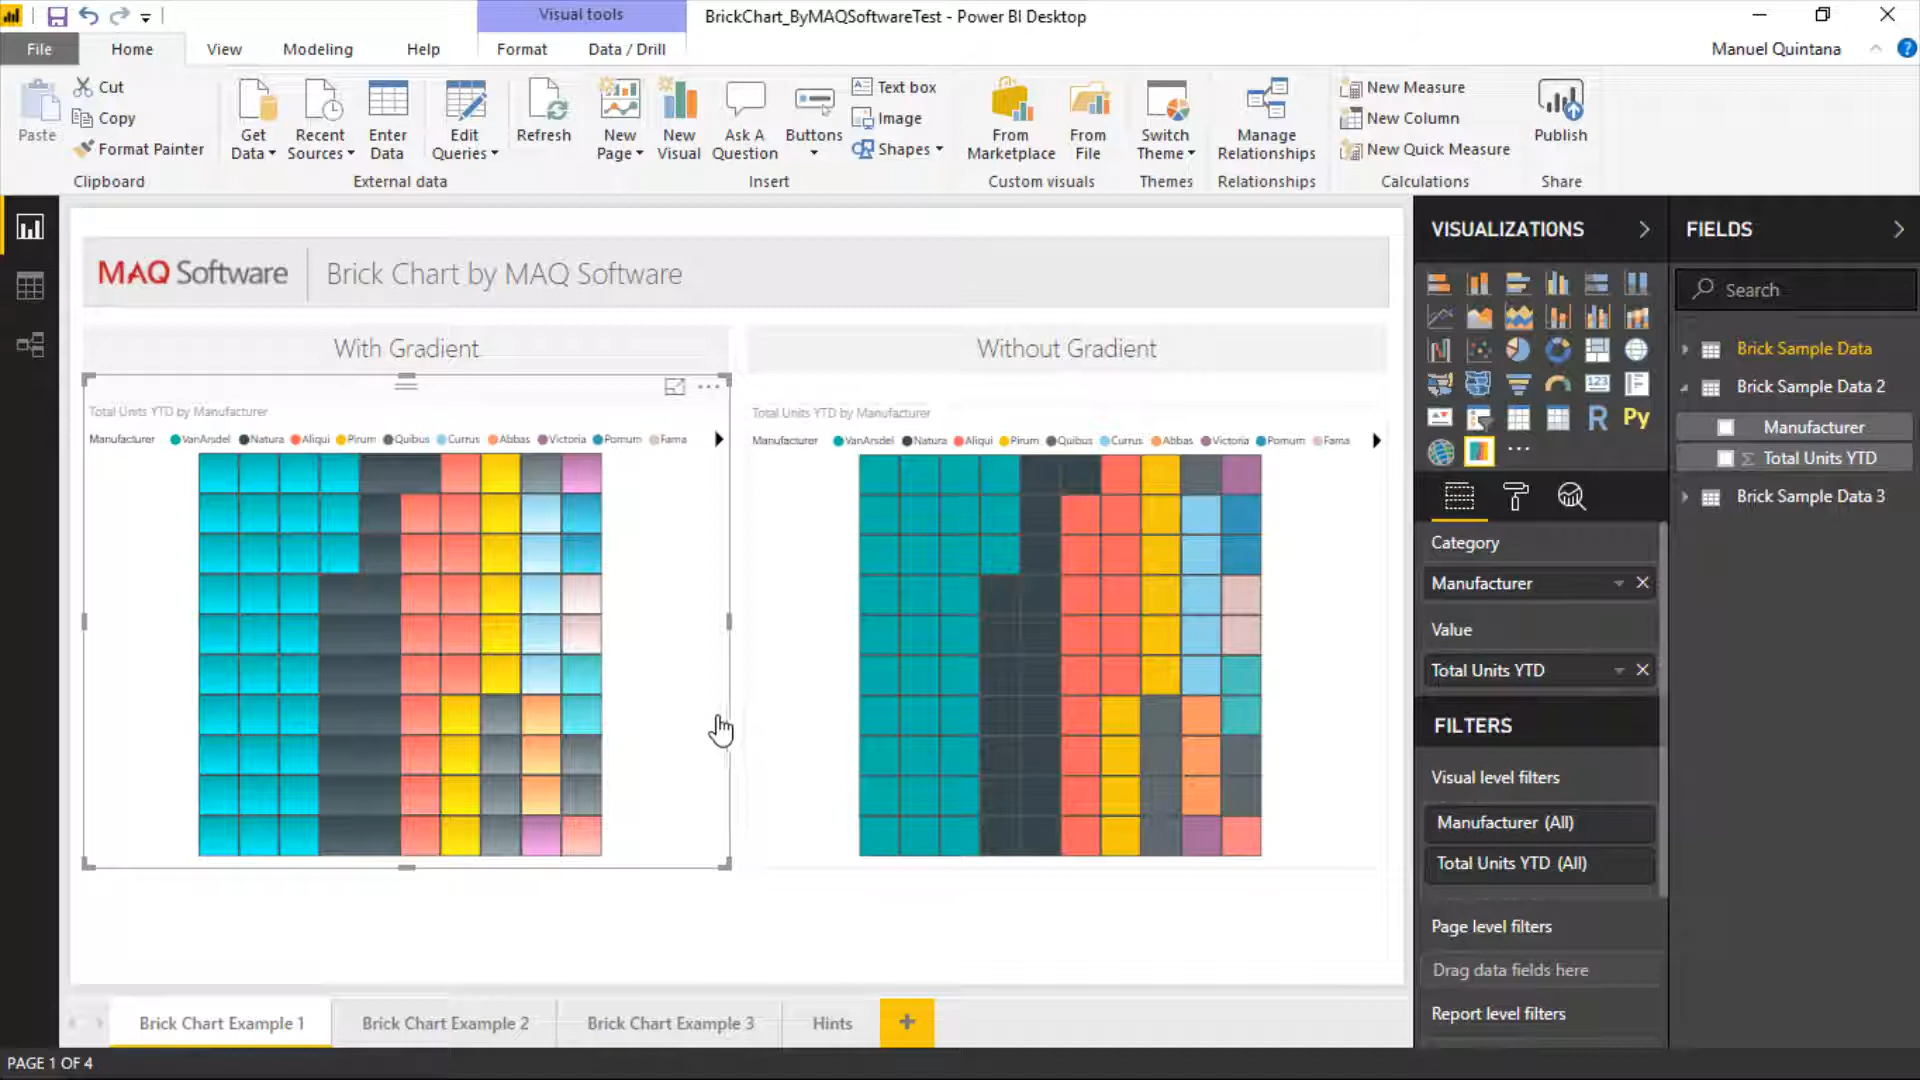 Visual tools
BrickChart_ByMAQSoftwareTest - Power BI Desktop
File
Home
View
Modeling
Help
Format
Data / Drill
Manuel Quintana
?
Paste
Cut
Copy
Format Painter
Clipboard
Get Data
Recent Sources
Enter Data
External data
Edit Queries
Refresh
New Page
New Visual
Ask A Question
Buttons
Text box
Image
Shapes
Insert
From Marketplace
From File
Custom visuals
Switch Theme
Themes
Manage Relationships
Relationships
New Measure
New Column
New Quick Measure
Calculations
Publish
Share
MAQ Software
Brick Chart by MAQ Software
With Gradient
Without Gradient
Total Units YTD by Manufacturer
Manufacturer VanArsdel Natura Aliqui Pirum Quibus Currus Abbas Victoria Pomum Fama
Total Units YTD by Manufacturer
Manufacturer VanArsdel Natura Aliqui Pirum Quibus Currus Abbas Victoria Pomum Fama
VISUALIZATIONS
123
R
Py
Category
Manufacturer
Value
Total Units YTD
FILTERS
Visual level filters
Manufacturer (All)
Total Units YTD (All)
Page level filters
Drag data fields here
Report level filters
FIELDS
Search
Brick Sample Data
Brick Sample Data 2
Manufacturer
Σ Total Units YTD
Brick Sample Data 3
Brick Chart Example 1
Brick Chart Example 2
Brick Chart Example 3
Hints
+
PAGE 1 OF 4